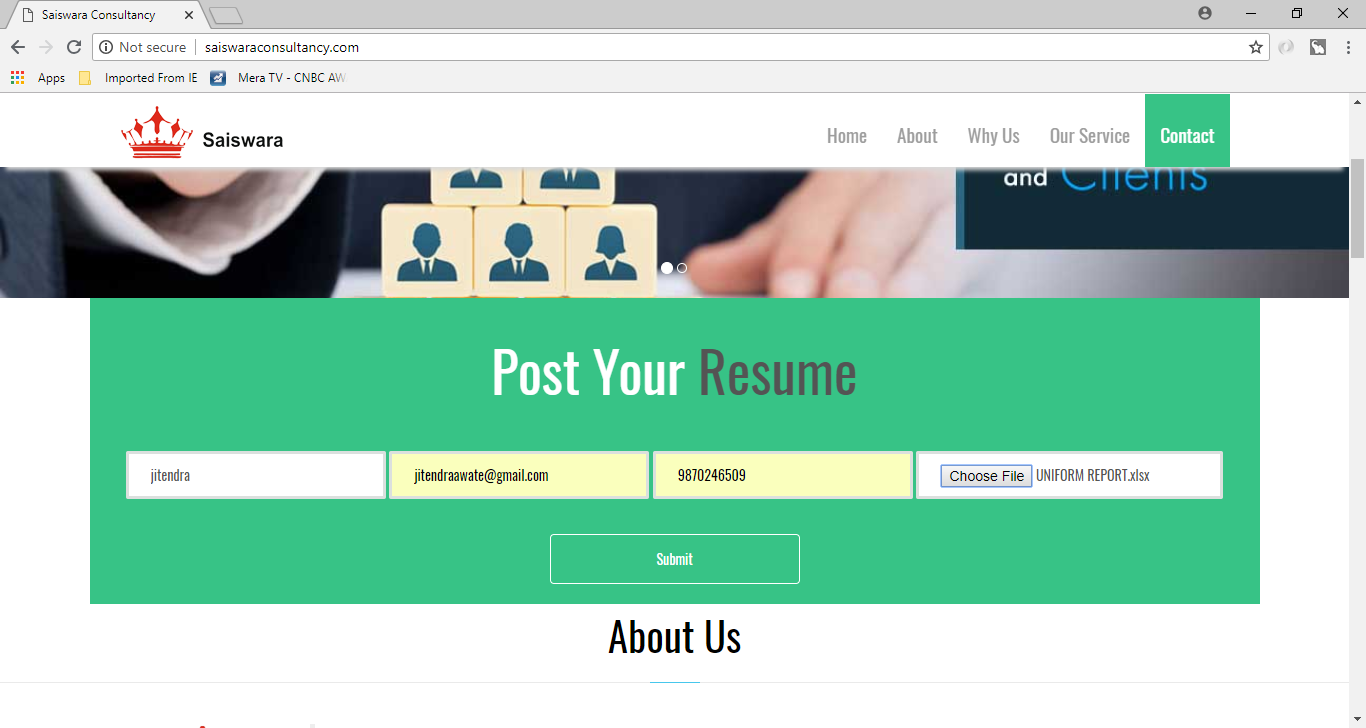 Saiswara Consultancy
Not secure
saiswaraconsultancy.com
Apps
Imported From IE
Mera TV - CNBC AW
Saiswara
Home
About
Why Us
Our Service
Contact
and Clients
Post Your Resume
jitendra
jitendraawate@gmail.com
9870246509
Choose File
UNIFORM REPORT.xlsx
Submit
About Us